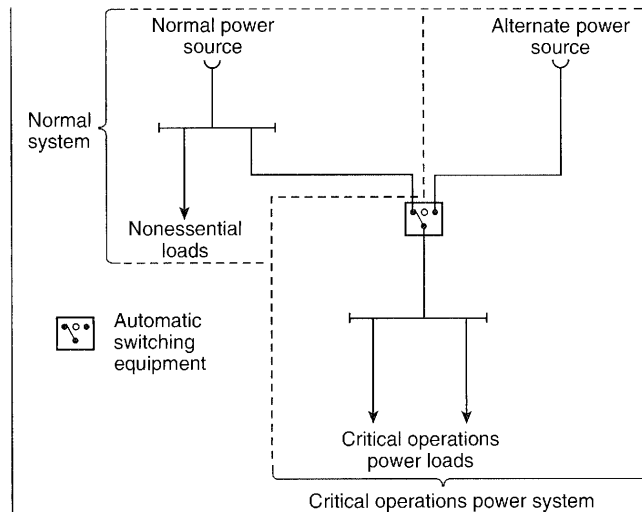 Normal power
source
Alternate power
source
Normal
system
Nonessential
loads
Automatic
switching
equipment
Critical operations
power loads
Critical operations power system